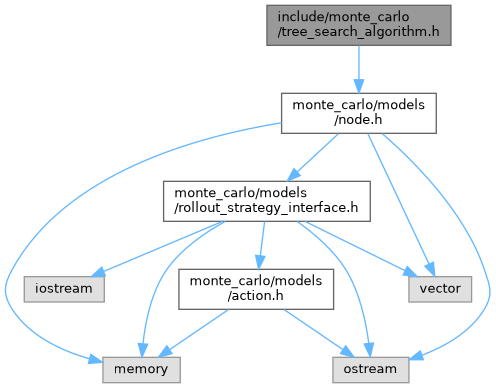 include/monte_carlo
/tree_search_algorithm.h
monte_carlo/models
/node.h
monte_carlo/models
/rollout_strategy_interface.h
iostream
monte_carlo/models
/action.h
vector
memory
ostream